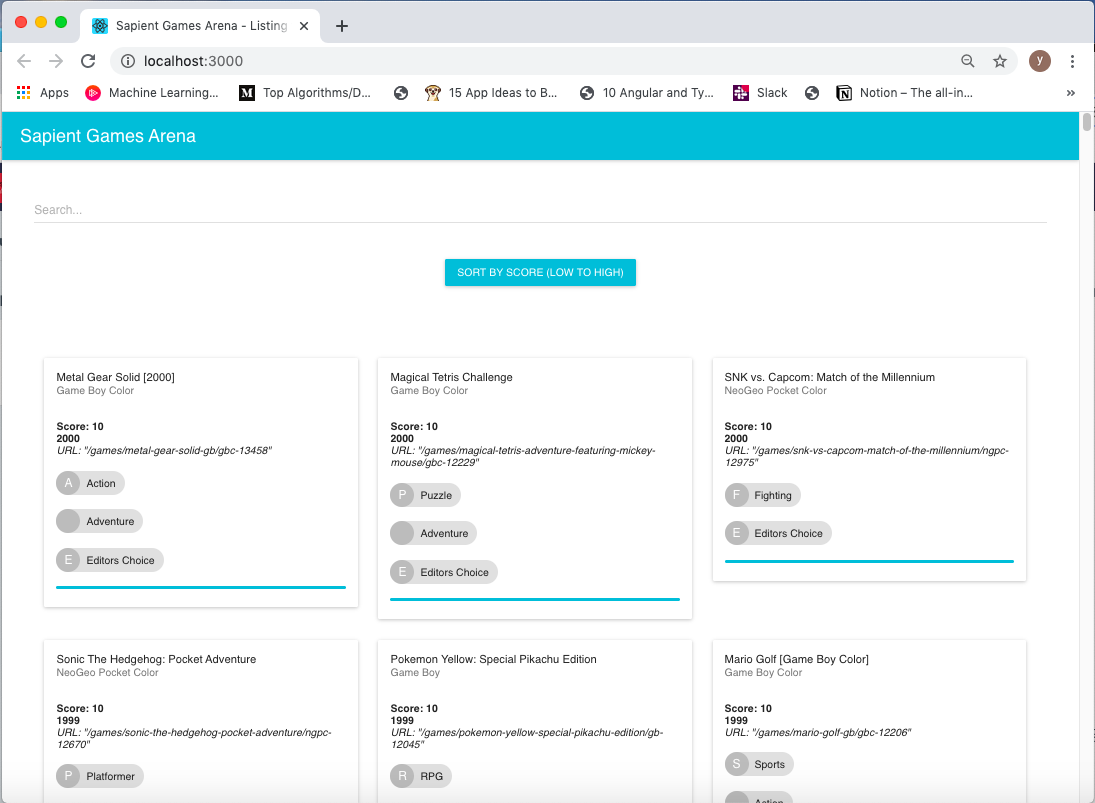 Sapient Games Arena - Listing
localhost:3000
y
Apps
Machine Learning...
M
Top Algorithms/D...
15 App Ideas to B...
10 Angular and Ty...
Slack
Notion – The all-in...
»
Sapient Games Arena
Search...
SORT BY SCORE (LOW TO HIGH)
Metal Gear Solid [2000]
Game Boy Color
Score: 10
2000
URL: "/games/metal-gear-solid-gb/gbc-13458"
A Action
Adventure
E Editors Choice
Magical Tetris Challenge
Game Boy Color
Score: 10
2000
URL: "/games/magical-tetris-adventure-featuring-mickey-
mouse/gbc-12229"
P Puzzle
Adventure
E Editors Choice
SNK vs. Capcom: Match of the Millennium
NeoGeo Pocket Color
Score: 10
2000
URL: "/games/snk-vs-capcom-match-of-the-millennium/ngpc-
12975"
F Fighting
E Editors Choice
Sonic The Hedgehog: Pocket Adventure
NeoGeo Pocket Color
Score: 10
1999
URL: "/games/sonic-the-hedgehog-pocket-adventure/ngpc-
12670"
P Platformer
Pokemon Yellow: Special Pikachu Edition
Game Boy
Score: 10
1999
URL: "/games/pokemon-yellow-special-pikachu-edition/gb-
12045"
R RPG
Mario Golf [Game Boy Color]
Game Boy Color
Score: 10
1999
URL: "/games/mario-golf-gb/gbc-12206"
S Sports
Action